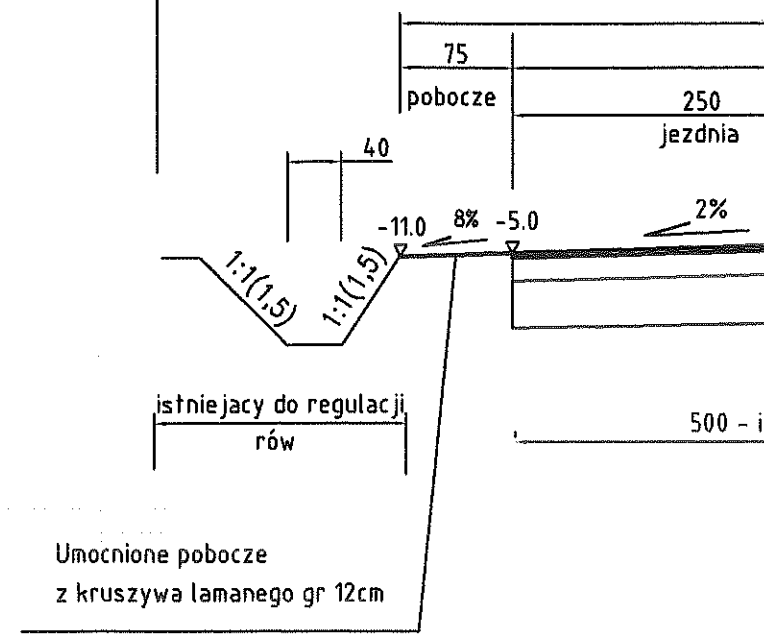 75
pobocze
250
jezdnia
40
-11.0
8%
-5.0
2%
1:1(1,5)
1:1(1,5)
istniejacy do regulacji
rów
500 - i
Umocnione pobocze
z kruszywa lamanego gr 12cm